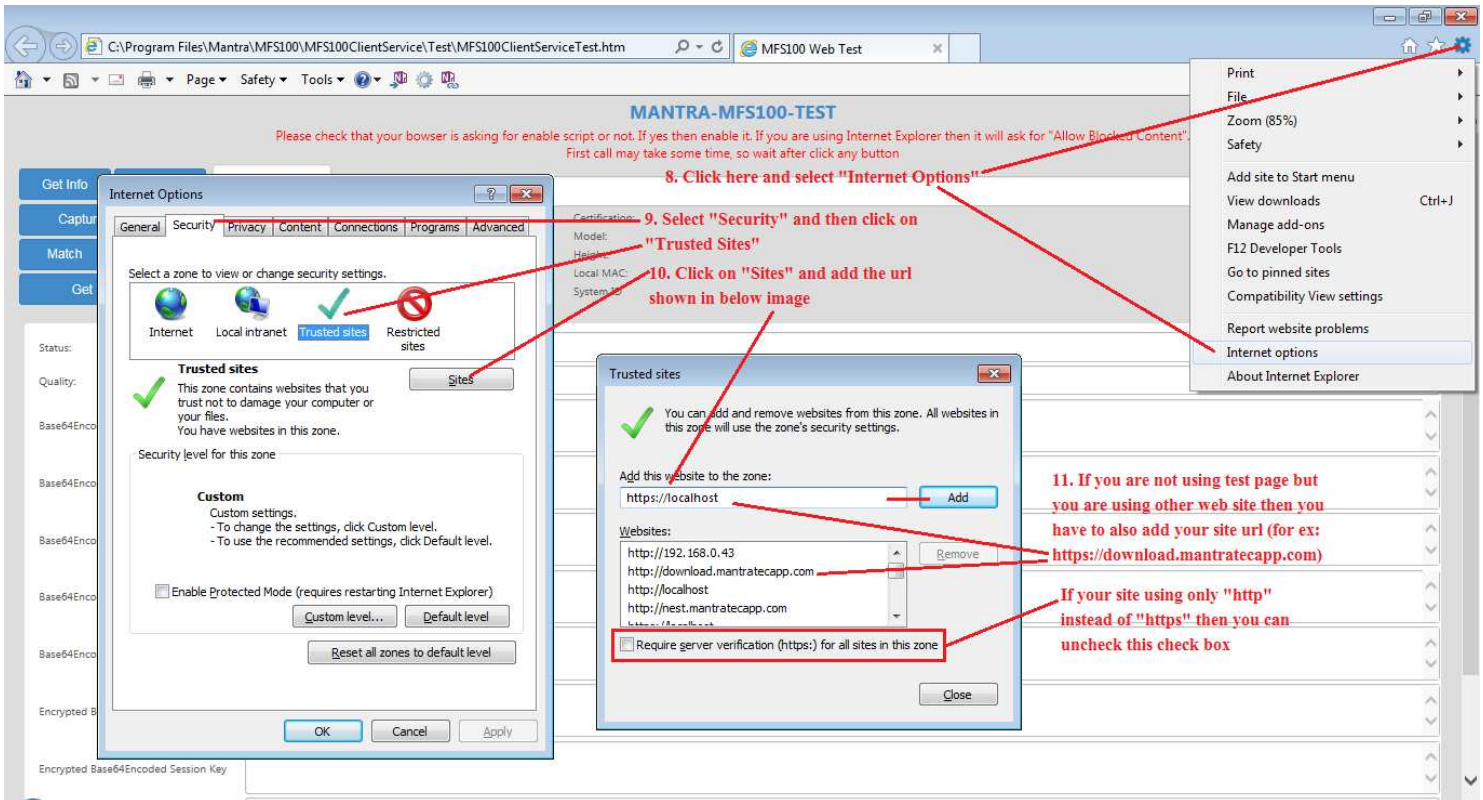 C:\Program Files\Mantra\MFS100\MFS100ClientService\Test\MFS100ClientServiceTest.htm
MFS100 Web Test
Page Safety Tools
MANTRA-MFS100-TEST
Please check that your bowser is asking for enable script or not. If yes then enable it. If you are using Internet Explorer then it will ask for "Allow Blocked Content".
First call may take some time, so wait after click any button
8. Click here and select "Internet Options"
Print
File
Zoom (85%)
Safety
Add site to Start menu
View downloads Ctrl+J
Manage add-ons
F12 Developer Tools
Go to pinned sites
Compatibility View settings
Report website problems
Internet options
About Internet Explorer
Get Info
Captur
Match
Get
Certification:
Model:
Height:
Local MAC:
System ID
9. Select "Security" and then click on
"Trusted Sites"
10. Click on "Sites" and add the url
shown in below image
Internet Options
General Security Privacy Content Connections Programs Advanced
Select a zone to view or change security settings.
Internet Local intranet Trusted sites Restricted
sites
Trusted sites
Sites
This zone contains websites that you
trust not to damage your computer or
your files.
You have websites in this zone.
Security level for this zone
Custom
Custom settings.
- To change the settings, click Custom level.
- To use the recommended settings, click Default level.
Enable Protected Mode (requires restarting Internet Explorer)
Custom level... Default level
Reset all zones to default level
OK Cancel Apply
Trusted sites
You can add and remove websites from this zone. All websites in
this zone will use the zone's security settings.
Add this website to the zone:
https://localhost Add
Websites:
http://192.168.0.43 Remove
http://download.mantratecapp.com
http://localhost
http://nest.mantratecapp.com
https://localhost
Require server verification (https:) for all sites in this zone
Close
11. If you are not using test page but
you are using other web site then you
have to also add your site url (for ex:
https://download.mantratecapp.com)
If your site using only "http"
instead of "https" then you can
uncheck this check box
Status:
Quality:
Base64Enco
Base64Enco
Base64Enco
Base64Enco
Base64Enco
Encrypted B
Encrypted Base64Encoded Session Key